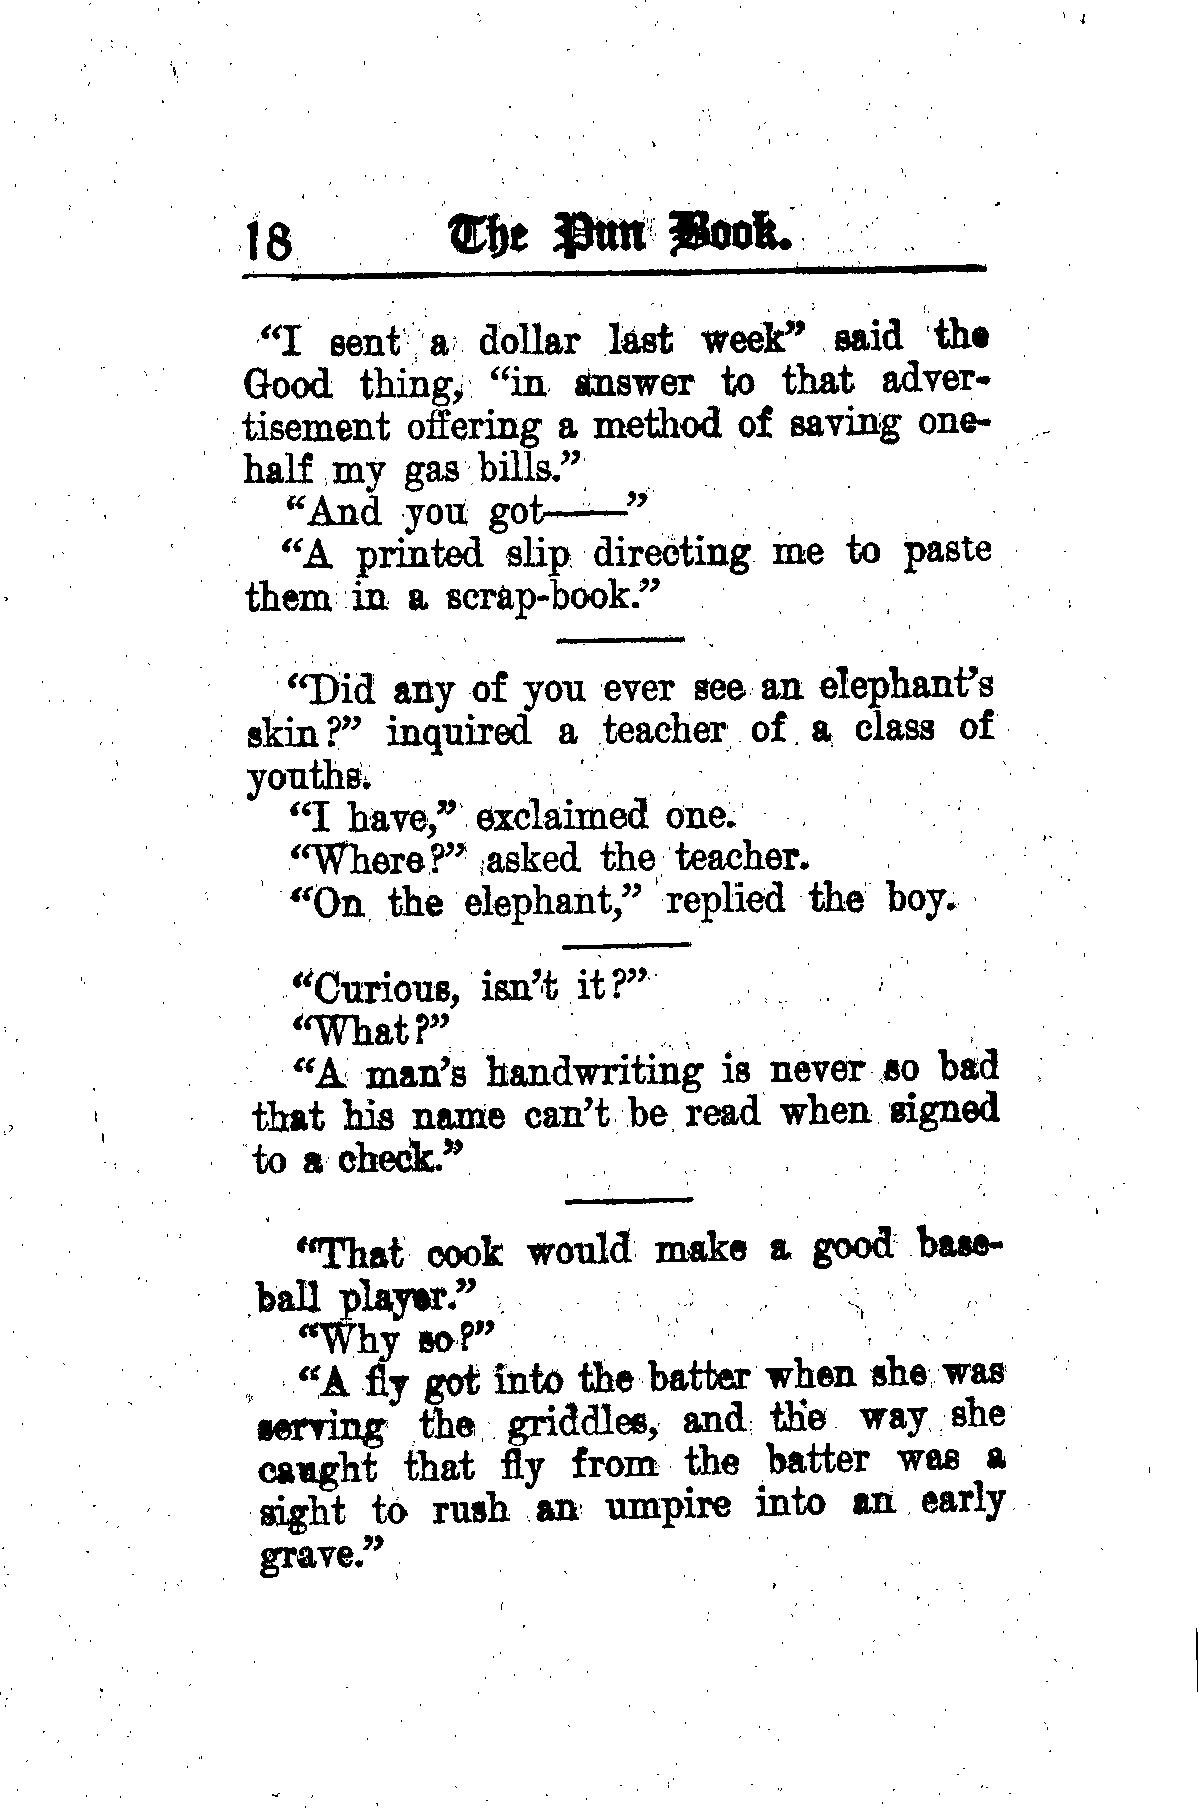 18 The Pun Book.
“I sent a dollar last week” said the
Good thing, “in answer to that adver-
tisement offering a method of saving one-
half my gas bills.”
“And you got——”
“A printed slip directing me to paste
them in a scrap-book.”
“Did any of you ever see an elephant’s
skin?” inquired a teacher of a class of
youths.
“I have,” exclaimed one.
“Where?” asked the teacher.
“On the elephant,” replied the boy.
“Curious, isn’t it?”
“What?”
“A man’s handwriting is never so bad
that his name can’t be read when signed
to a check.”
“That cook would make a good base-
ball player.”
“Why so?”
“A fly got into the batter when she was
serving the griddles, and the way she
caught that fly from the batter was a
sight to rush an umpire into an early
grave.”